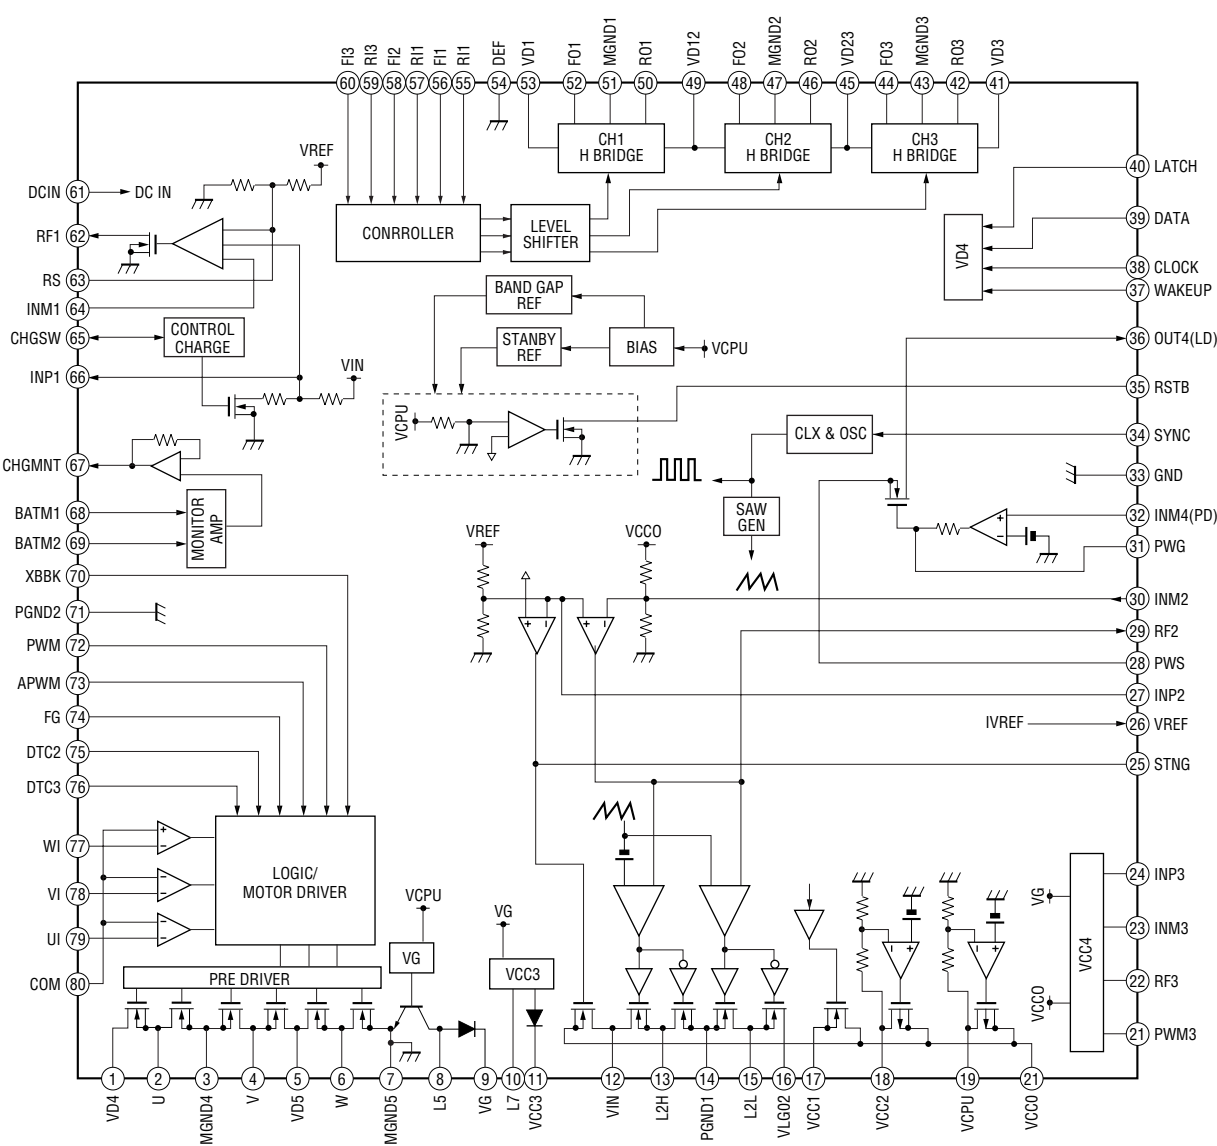 FI3
RI3
FI2
RI1
FI1
RI1
DEF
VD1
FO1
MGND1
RO1
VD12
FO2
MGND2
RO2
VD23
FO3
MGND3
RO3
VD3
60
59
58
57
56
55
54
53
52
51
50
49
48
47
46
45
44
43
42
41
CH1
H BRIDGE
CH2
H BRIDGE
CH3
H BRIDGE
VREF
DCIN 61 DC IN
RF1 62
RS 63
INM1 64
CHGSW 65
INP1 66
CHGMNT 67
BATM1 68
BATM2 69
XBBK 70
PGND2 71
PWM 72
APWM 73
FG 74
DTC2 75
DTC3 76
WI 77
VI 78
UI 79
COM 80
CONRROLLER
LEVEL
SHIFTER
VD4
40 LATCH
39 DATA
38 CLOCK
37 WAKEUP
36 OUT4(LD)
35 RSTB
34 SYNC
33 GND
32 INM4(PD)
31 PWG
30 INM2
29 RF2
28 PWS
27 INP2
IVREF 26 VREF
25 STNG
24 INP3
23 INM3
22 RF3
21 PWM3
CONTROL
CHARGE
VIN
BAND GAP
REF
STANBY
REF
BIAS
VCPU
VCPU
CLX & OSC
SAW
GEN
MONITOR
AMP
VREF
VCCO
+ −
+ −
+
−
+
−
−
−
LOGIC/
MOTOR DRIVER
PRE DRIVER
VCPU
VG
VG
VCC3
− +
− +
VG
VCCO
VCC4
1
2
3
4
5
6
7
8
9
10
11
12
13
14
15
16
17
18
19
21
VD4
U
MGND4
V
VD5
W
MGND5
L5
VG
L7
VCC3
VIN
L2H
PGND1
L2L
VLG02
VCC1
VCC2
VCPU
VCC0